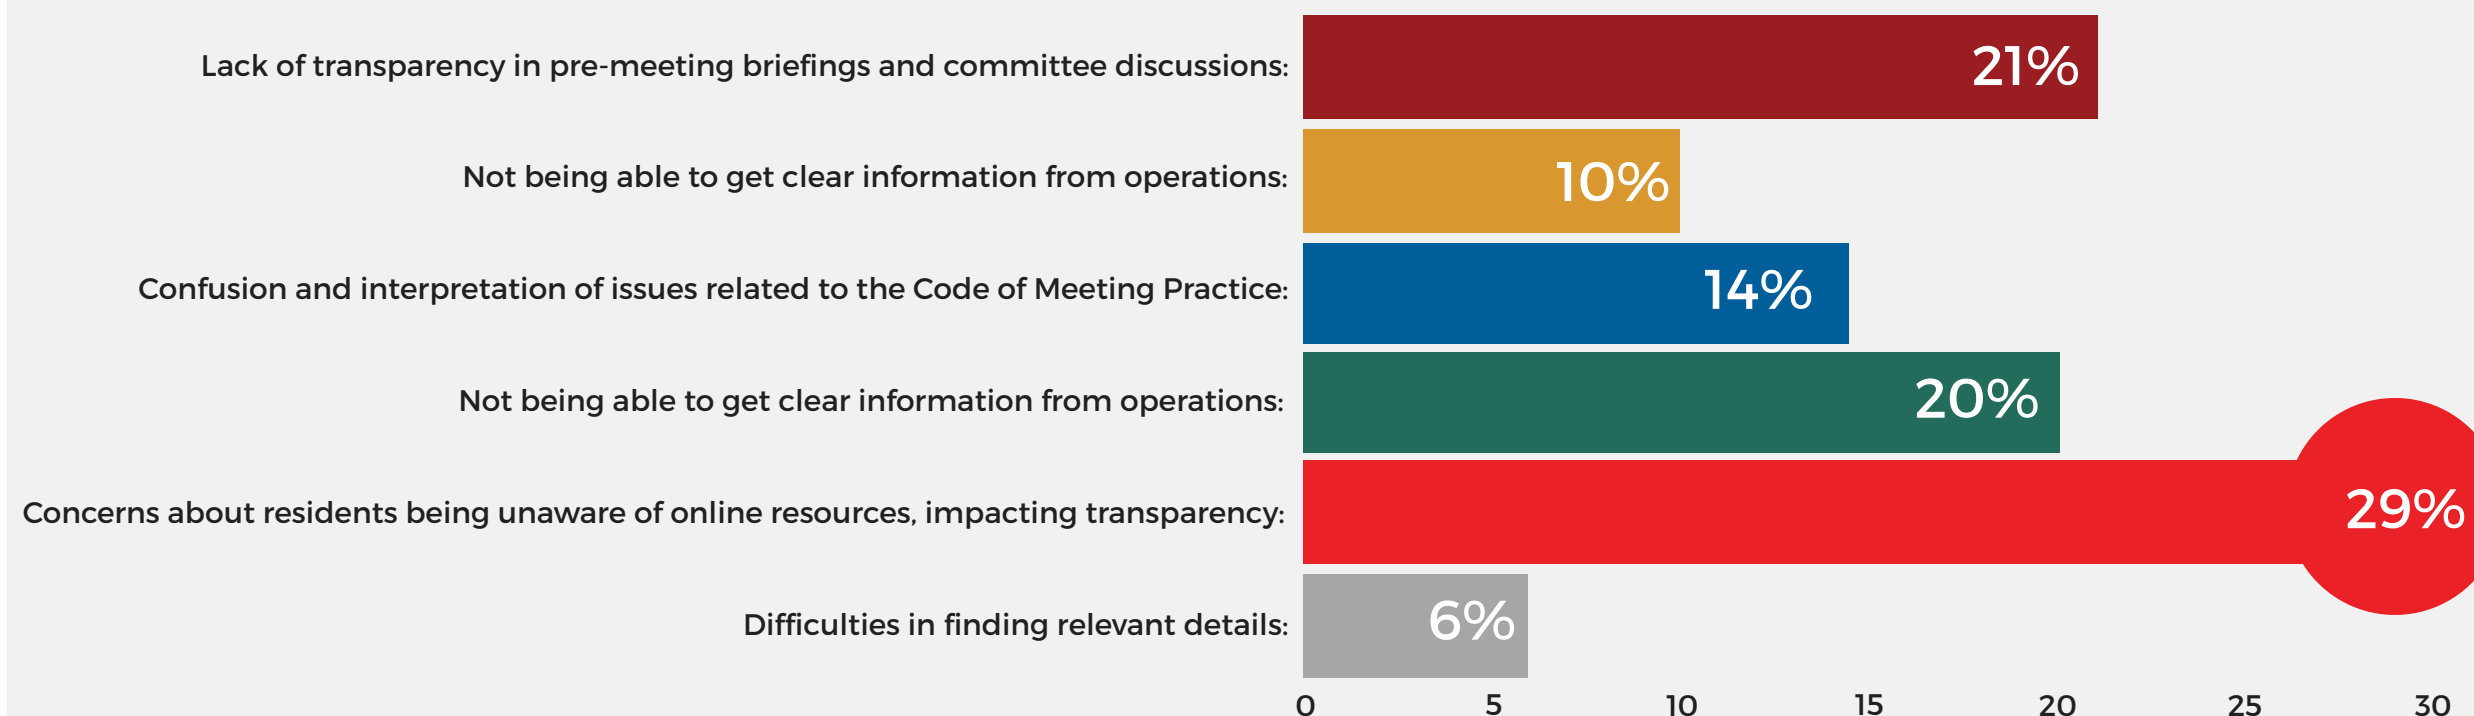 Lack of transparency in pre-meeting briefings and committee discussions: 21%
Not being able to get clear information from operations: 10%
Confusion and interpretation of issues related to the Code of Meeting Practice: 14%
Not being able to get clear information from operations: 20%
Concerns about residents being unaware of online resources, impacting transparency: 29%
Difficulties in finding relevant details: 6%
0 5 10 15 20 25 30